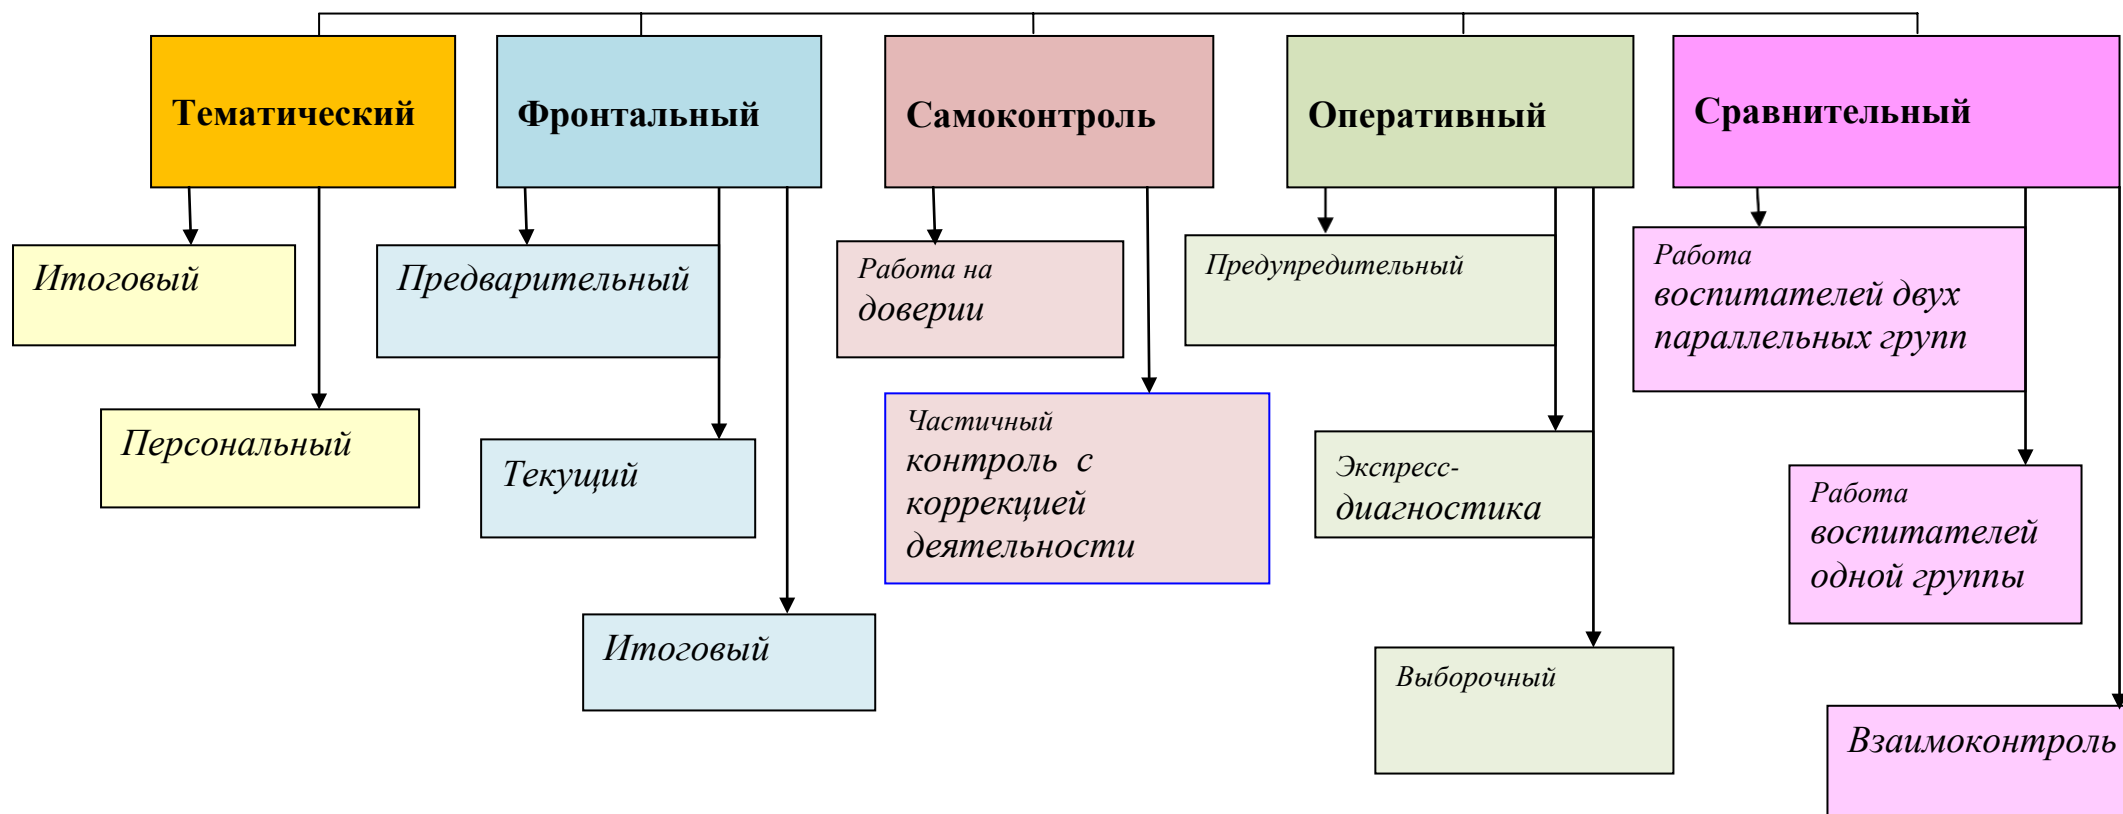 Тематический
Фронтальный
Самоконтроль
Оперативный
Сравнительный
Итоговый
Предварительный
Работа на
доверии
Предупредительный
Работа
воспитателей двух
параллельных групп
Персональный
Текущий
Частичный
контроль с
коррекцией
деятельности
Экспресс-
диагностика
Работа
воспитателей
одной группы
Итоговый
Выборочный
Взаимоконтроль